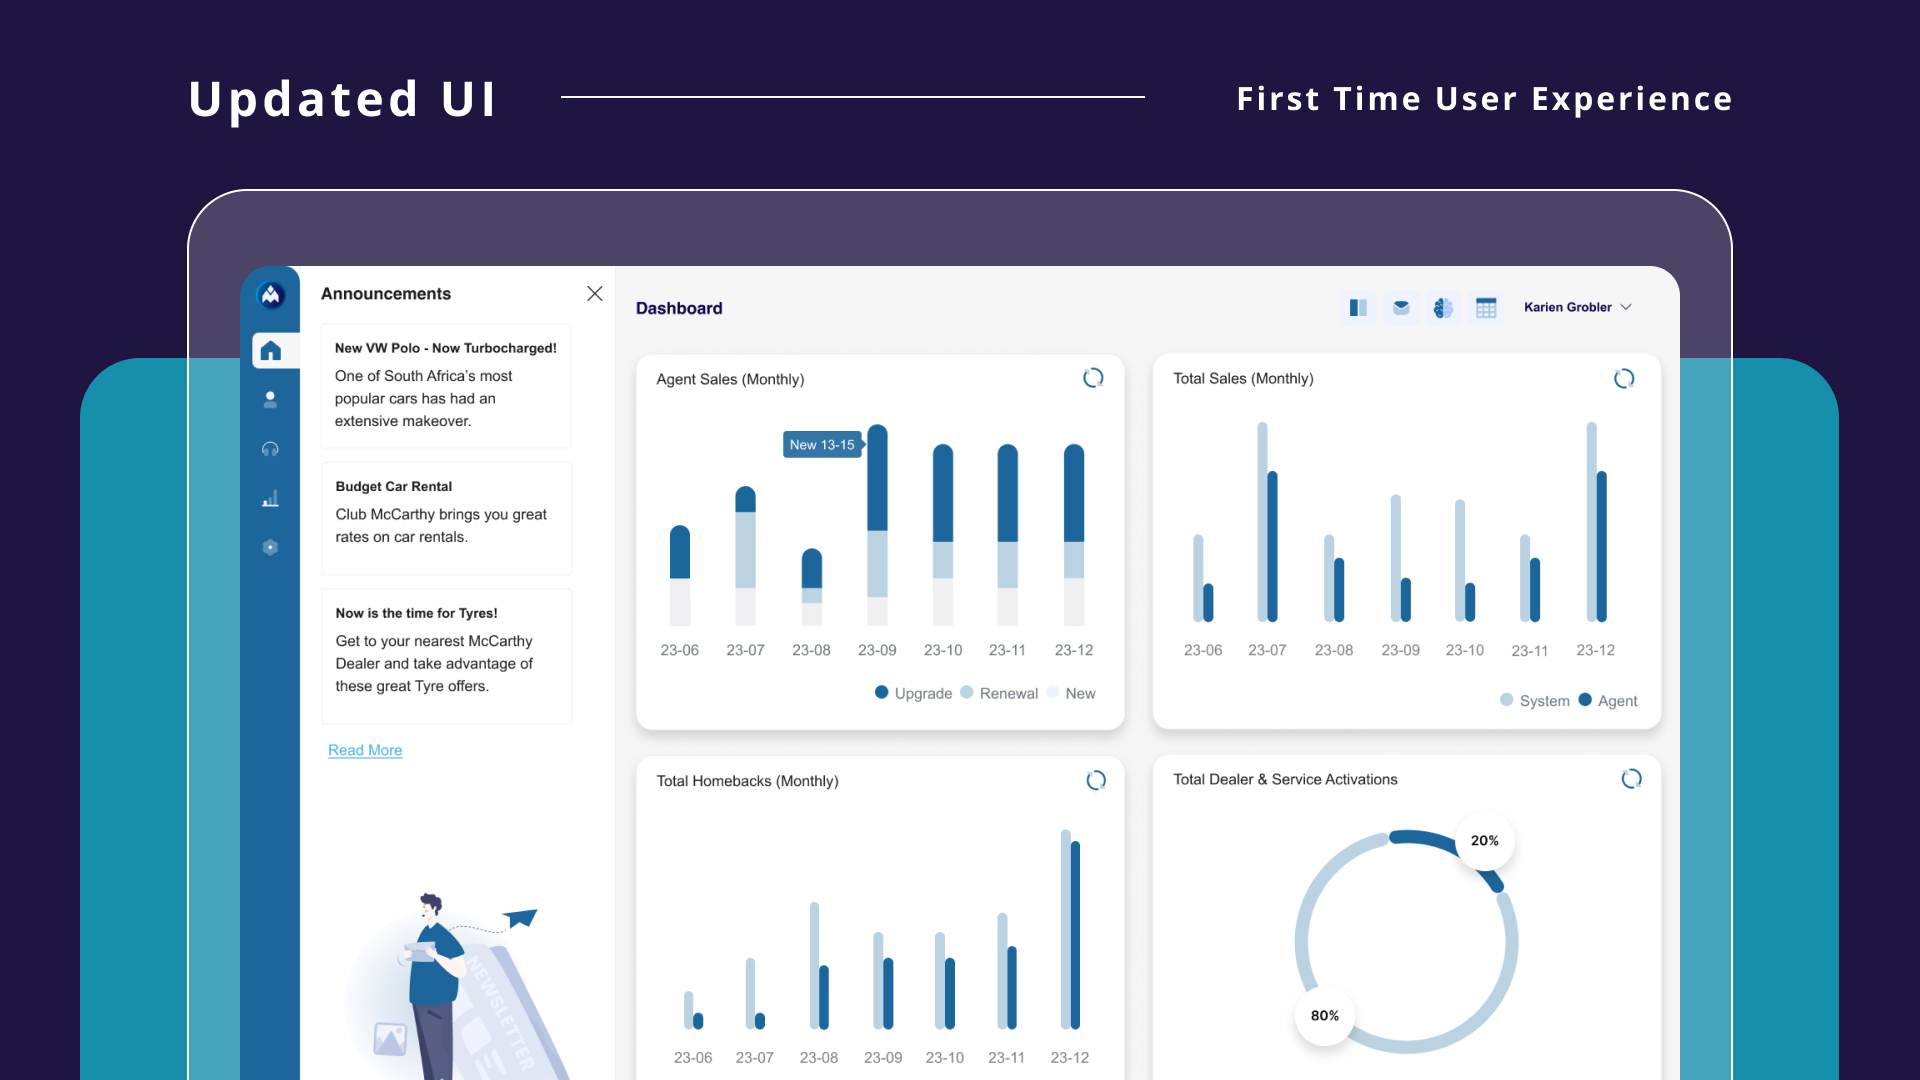 Updated UI
First Time User Experience
Announcements
New VW Polo - Now Turbocharged!
One of South Africa's most
popular cars has had an
extensive makeover.
Budget Car Rental
Club McCarthy brings you great
rates on car rentals.
Now is the time for Tyres!
Get to your nearest McCarthy
Dealer and take advantage of
these great Tyre offers.
Read More
NEWSLETTER
Dashboard
Karien Grobler
Agent Sales (Monthly)
New 13-15
23-06 23-07 23-08 23-09 23-10 23-11 23-12
Upgrade Renewal New
Total Sales (Monthly)
23-06 23-07 23-08 23-09 23-10 23-11 23-12
System Agent
Total Homebacks (Monthly)
23-06 23-07 23-08 23-09 23-10 23-11 23-12
Total Dealer & Service Activations
20%
80%